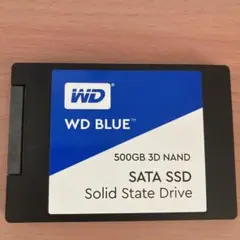 WD
WD BLUE™
500GB 3D NAND
SATA SSD
Solid State Drive